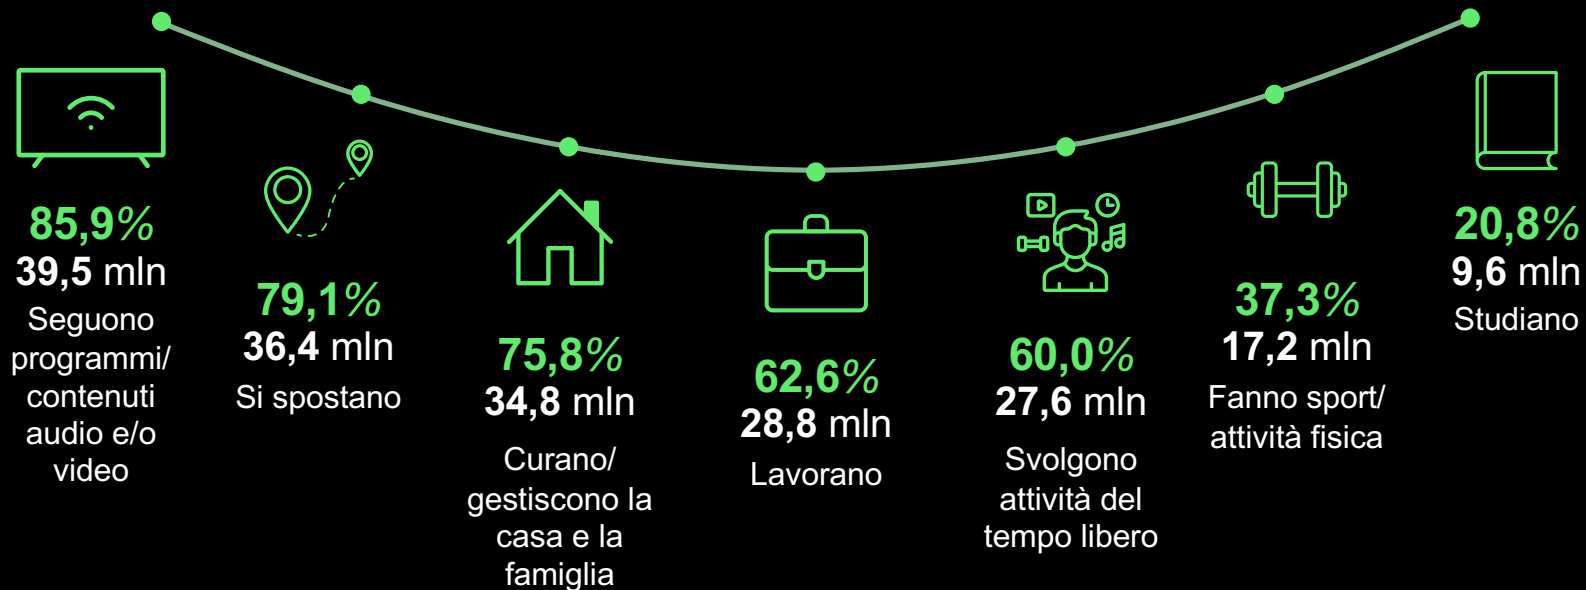 85,9%
39,5 mln
Seguono
programmi/
contenuti
audio e/o
video
79,1%
36,4 mln
Si spostano
75,8%
34,8 mln
Curano/
gestiscono la
casa e la
famiglia
62,6%
28,8 mln
Lavorano
60,0%
27,6 mln
Svolgono
attività del
tempo libero
37,3%
17,2 mln
Fanno sport/
attività fisica
20,8%
9,6 mln
Studiano